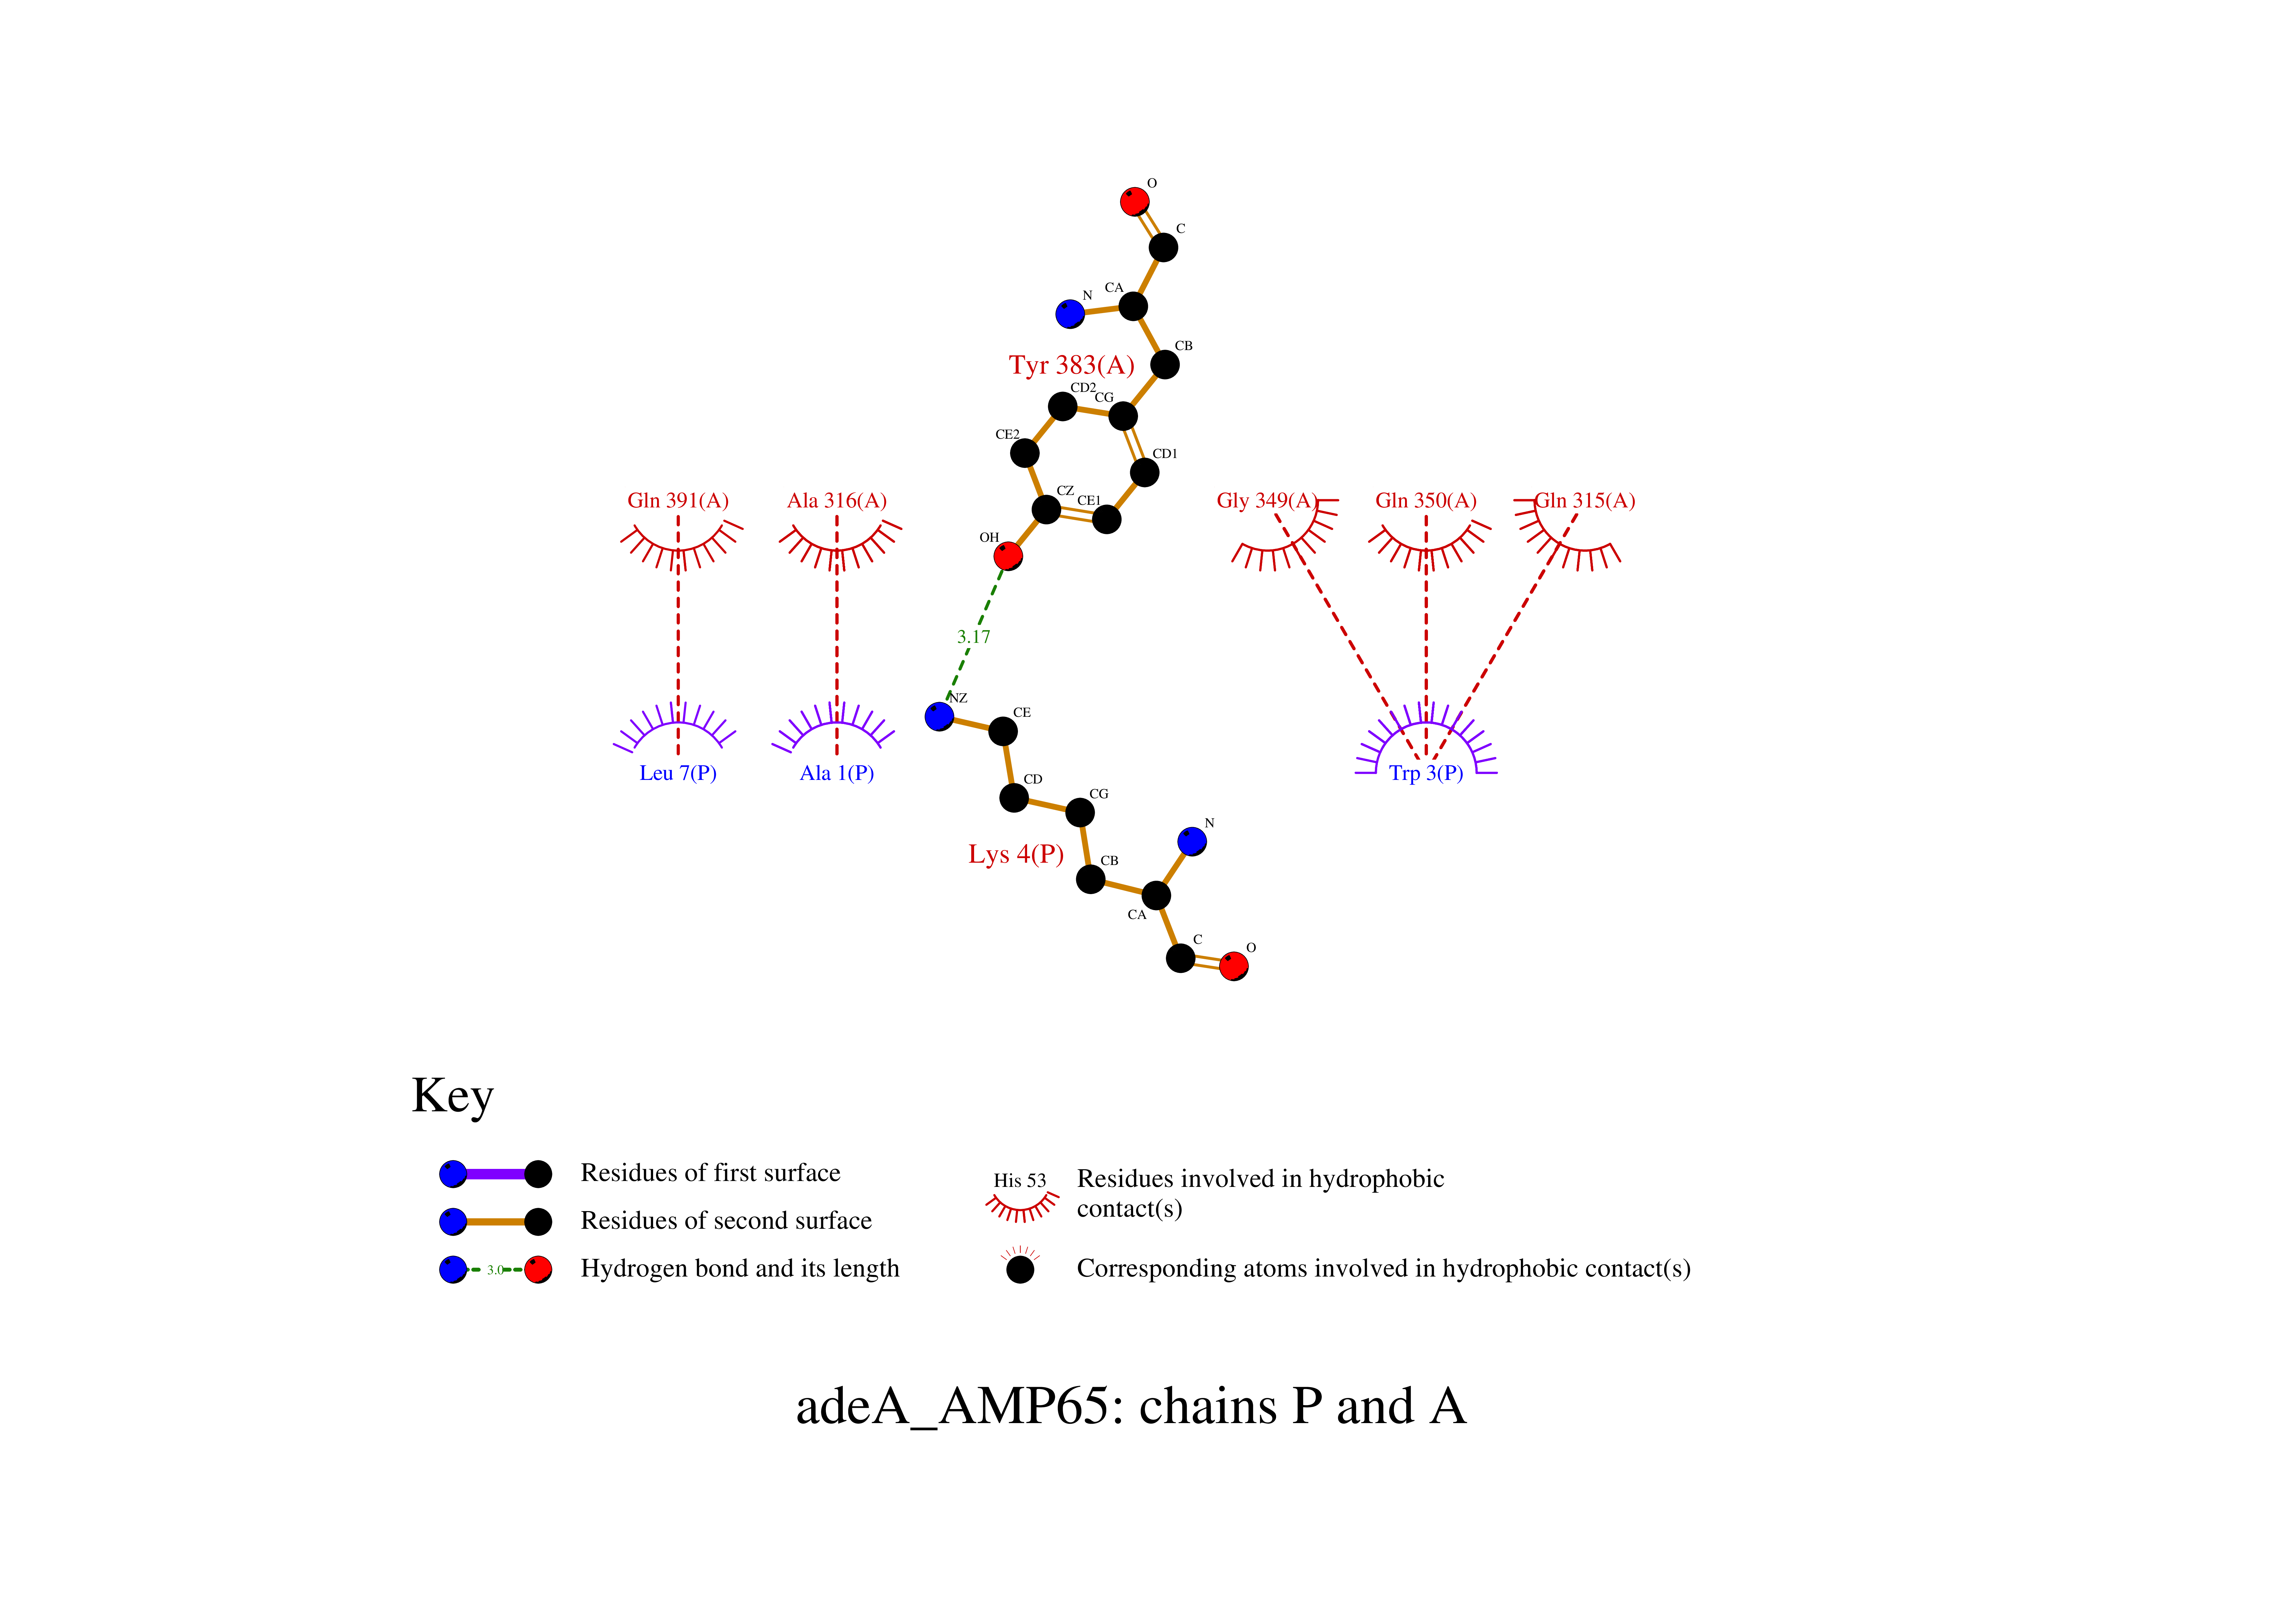 O
C
CA
N
CB
Tyr 383(A)
CD2
CG
CE2
CD1
CZ
CE1
OH
Gln 391(A)
Ala 316(A)
Gly 349(A)
Gln 350(A)
Gln 315(A)
3.17
NZ
CE
Leu 7(P)
Ala 1(P)
Trp 3(P)
CD
CG
N
Lys 4(P)
CB
CA
C
O
Key
Residues of first surface
Residues of second surface
3.0
Hydrogen bond and its length
His 53
Residues involved in hydrophobic
contact(s)
Corresponding atoms involved in hydrophobic contact(s)
adeA_AMP65: chains P and A